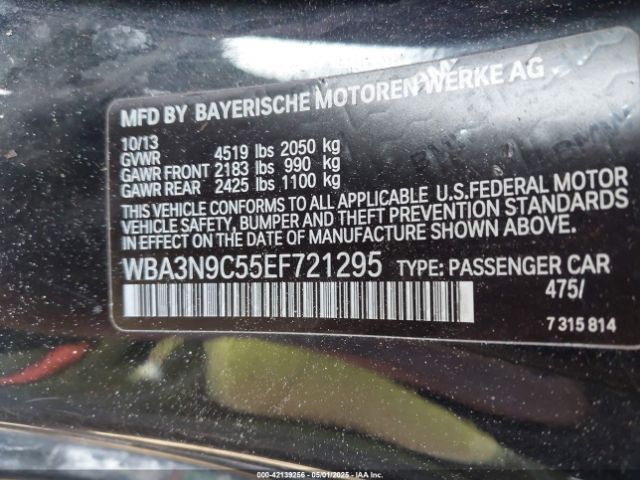 MFD BY BAYERISCHE MOTOREN WERKE AG
10/13
GVWR 4519 lbs 2050 kg
GAWR FRONT 2183 lbs 990 kg
GAWR REAR 2425 lbs 1100 kg
THIS VEHICLE CONFORMS TO ALL APPLICABLE U.S.FEDERAL MOTOR
VEHICLE SAFETY, BUMPER AND THEFT PREVENTION STANDARDS
IN EFFECT ON THE DATE OF MANUFACTURE SHOWN ABOVE.
WBA3N9C55EF721295 TYPE: PASSENGER CAR
475/
7 315 814
00-42139256 - 05/01/2025 - IAA Inc.